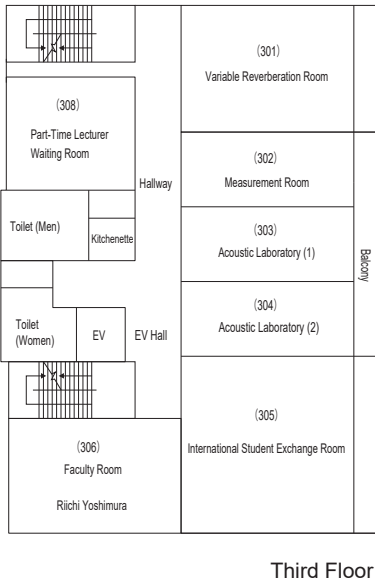 (301)
Variable Reverberation Room
(308)
Part-Time Lecturer
Waiting Room
(302)
Measurement Room
Hallway
Toilet (Men)
Kitchenette
(303)
Acoustic Laboratory (1)
Balcony
(304)
Acoustic Laboratory (2)
Toilet
(Women)
EV
EV Hall
(305)
International Student Exchange Room
(306)
Faculty Room
Riichi Yoshimura
Third Floor